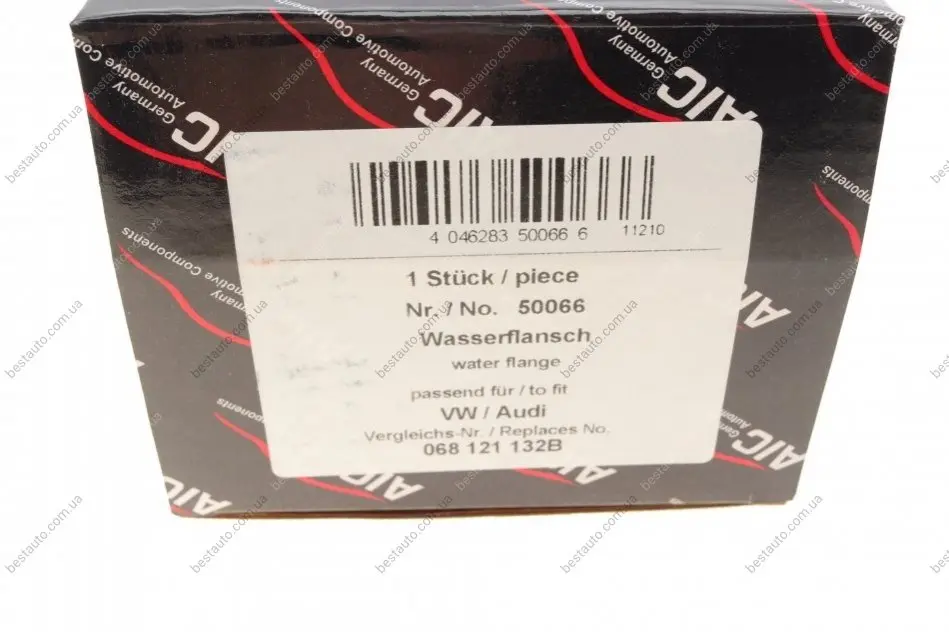 AIC
Germany
Automotive Components
4 046283 50066 6
11210
1 Stück / piece
Nr. / No. 50066
Wasserflansch
water flange
passend für / to fit
VW / Audi
Vergleichs-Nr. / Replaces No.
068 121 132B
bestauto.com.ua